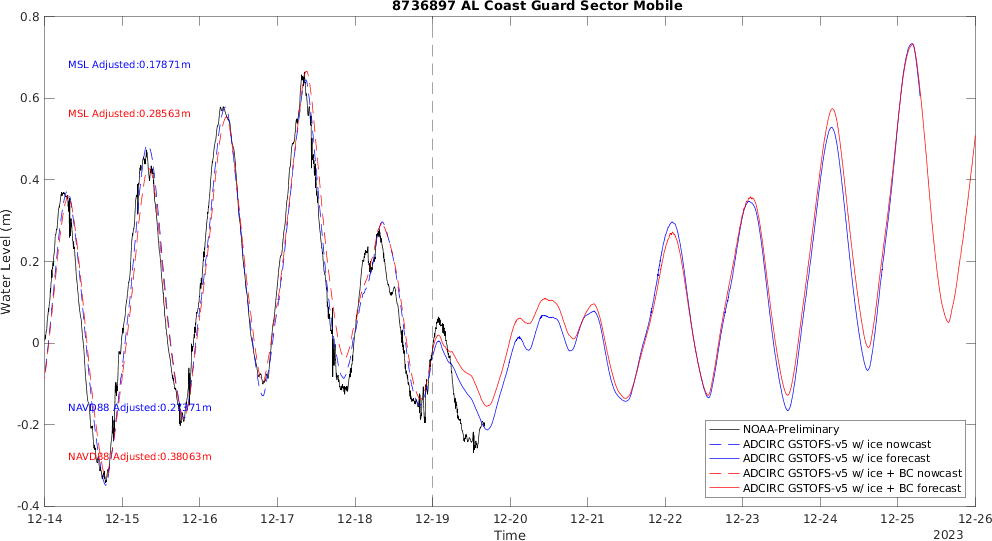 8736897 AL Coast Guard Sector Mobile
0.8
0.6
0.4
0.2
0
-0.2
-0.4
Water Level (m)
MSL Adjusted:0.17871m
MSL Adjusted:0.28563m
NAVD88 Adjusted:0.27371m
NAVD88 Adjusted:0.38063m
NOAA-Preliminary
ADCIRC GSTOFS-v5 w/ ice nowcast
ADCIRC GSTOFS-v5 w/ ice forecast
ADCIRC GSTOFS-v5 w/ ice + BC nowcast
ADCIRC GSTOFS-v5 w/ ice + BC forecast
12-14 12-15 12-16 12-17 12-18 12-19 12-20 12-21 12-22 12-23 12-24 12-25 12-26
Time
2023